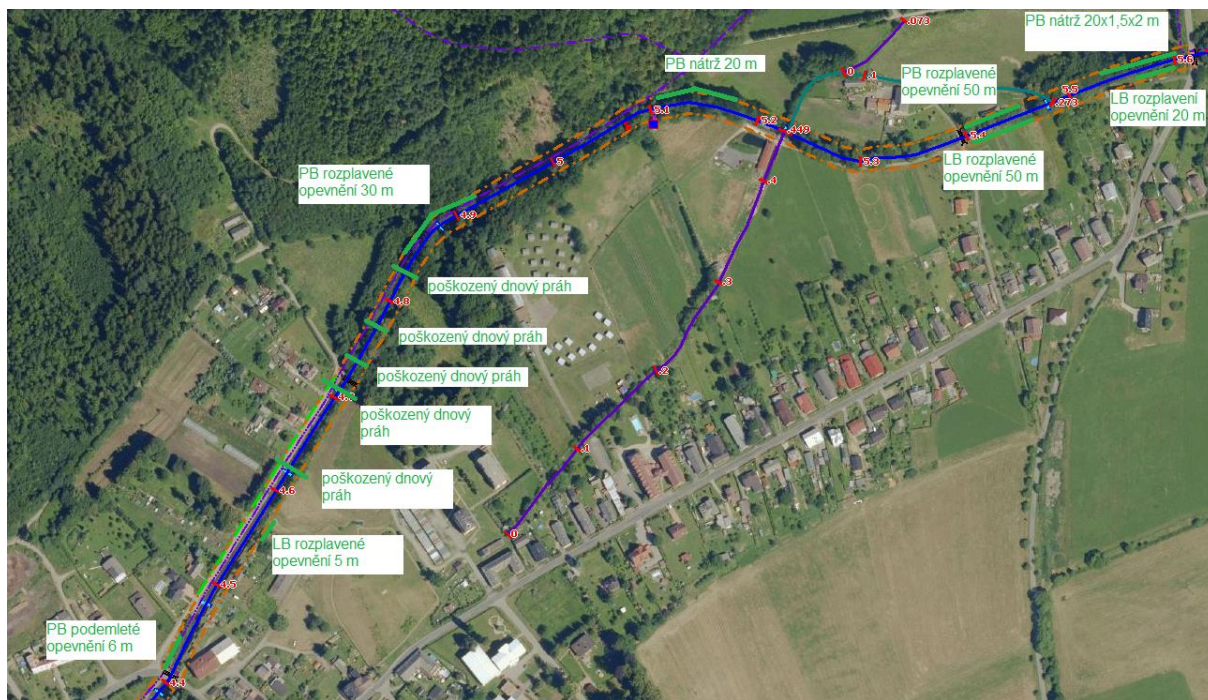 PB nátrž 20x1,5x2 m
.073
PB nátrž 20 m
0
.1
PB rozplavené
opevnění 50 m
5.6
5.5
.273
LB rozplavení
opevnění 20 m
5.1
5.2
.449
5.4
5.3
LB rozplavené
opevnění 50 m
5
PB rozplavené
opevnění 30 m
.4
4.9
poškozený dnový práh
.3
4.8
poškozený dnový práh
poškozený dnový práh
.2
poškozený dnový
práh
.1
poškozený dnový
práh
4.6
0
LB rozplavené
opevnění 5 m
4.5
PB podemleté
opevnění 6 m
4.4